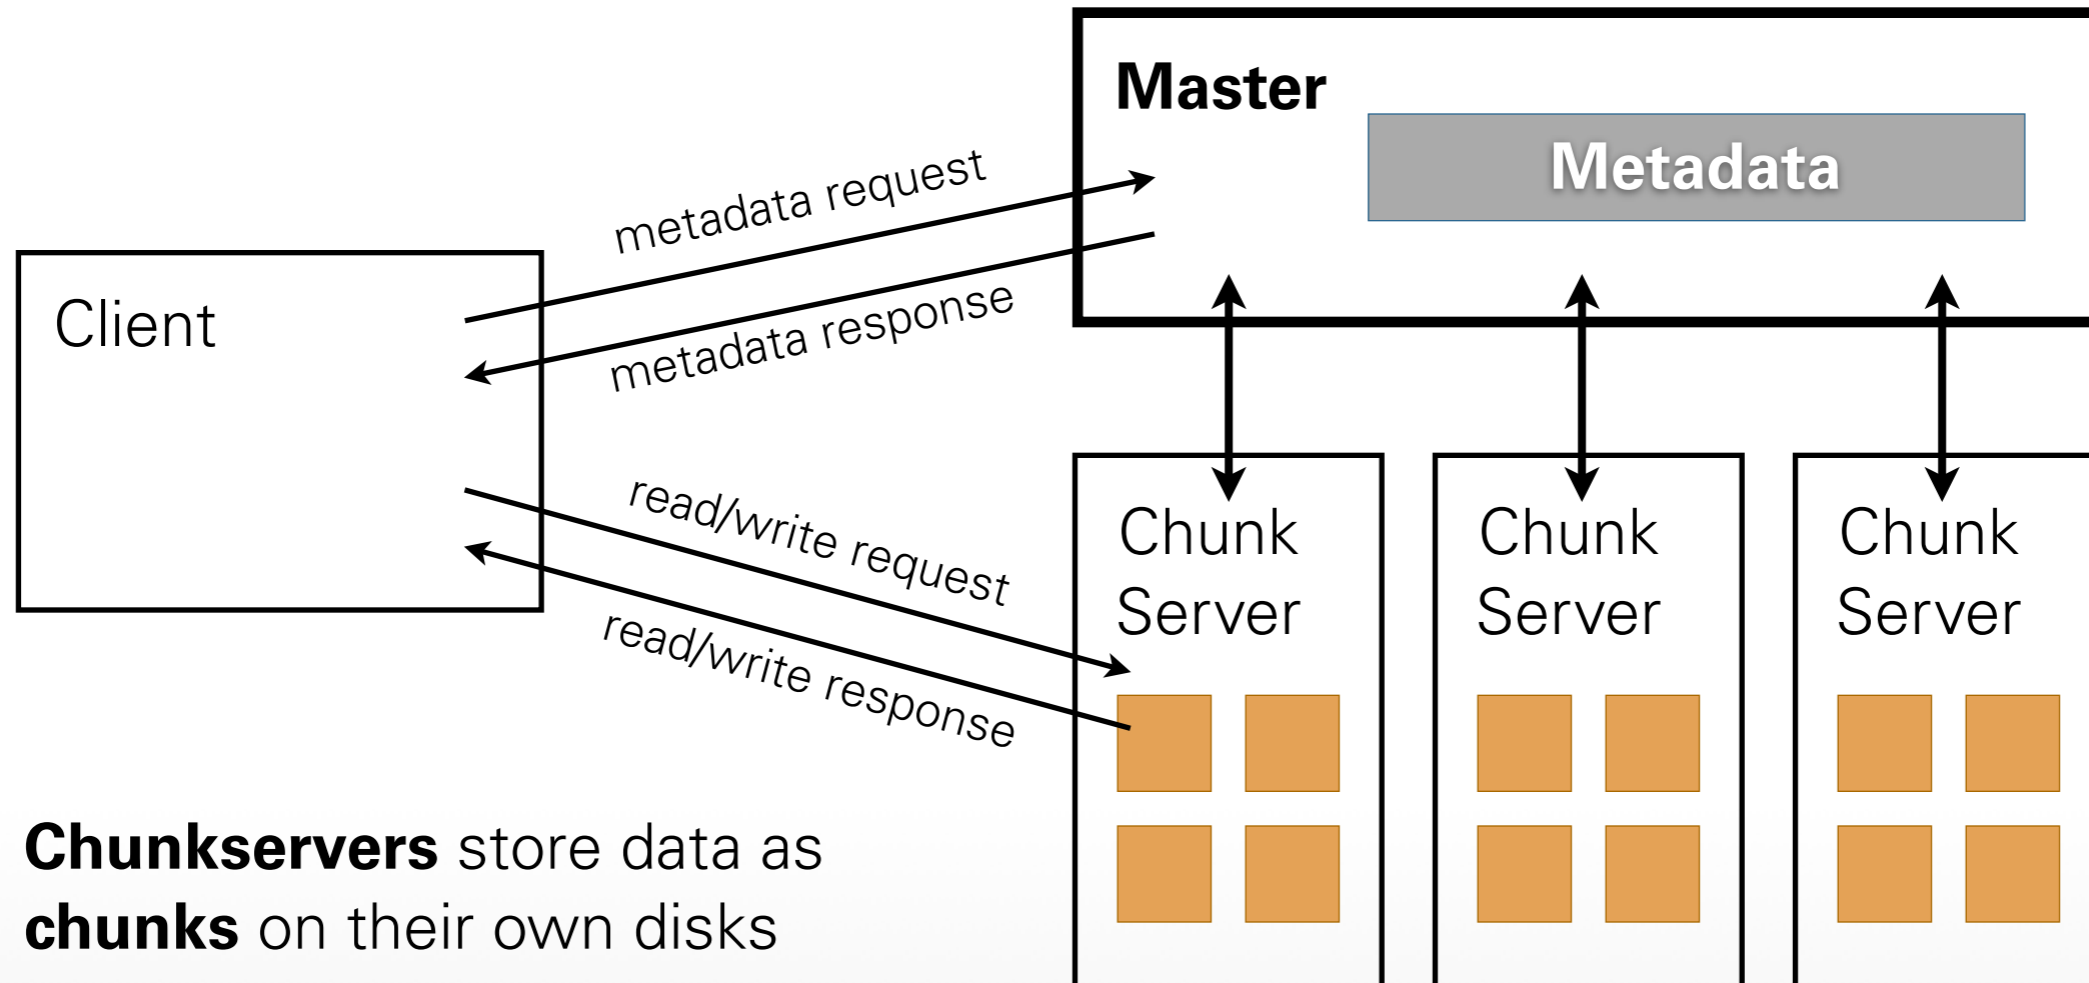 Master
Metadata
metadata request
metadata response
Client
read/write request
read/write response
Chunk
Server
Chunk
Server
Chunk
Server
Chunkservers store data as
chunks on their own disks